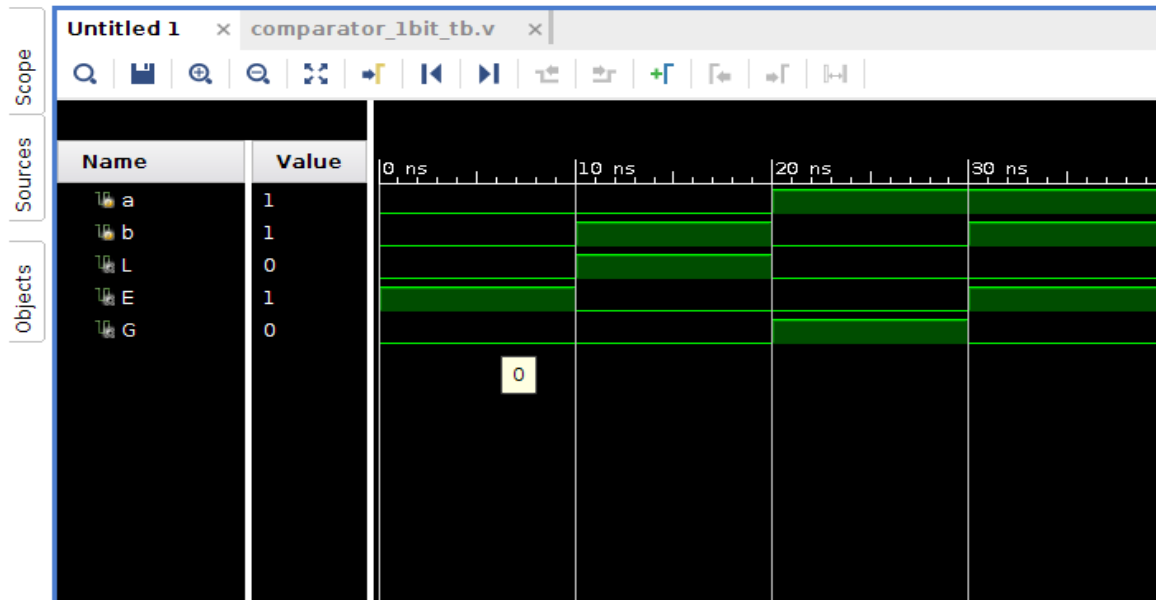 Untitled 1 × comparator_1bit_tb.v ×
Scope
Sources
Objects
Name Value
0 ns 10 ns 20 ns 30 ns
a 1
b 1
L 0
E 1
G 0
0